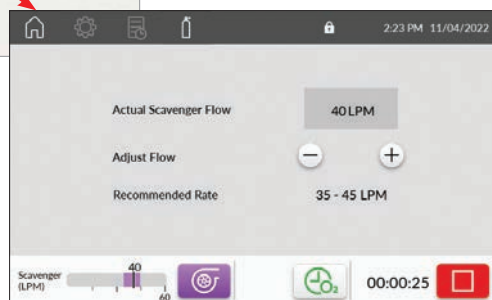 2:23 PM 11/04/2022
Actual Scavenger Flow 40 LPM
Adjust Flow − +
Recommended Rate 35 - 45 LPM
Scavenger
(LPM)
40
60
O₂
00:00:25